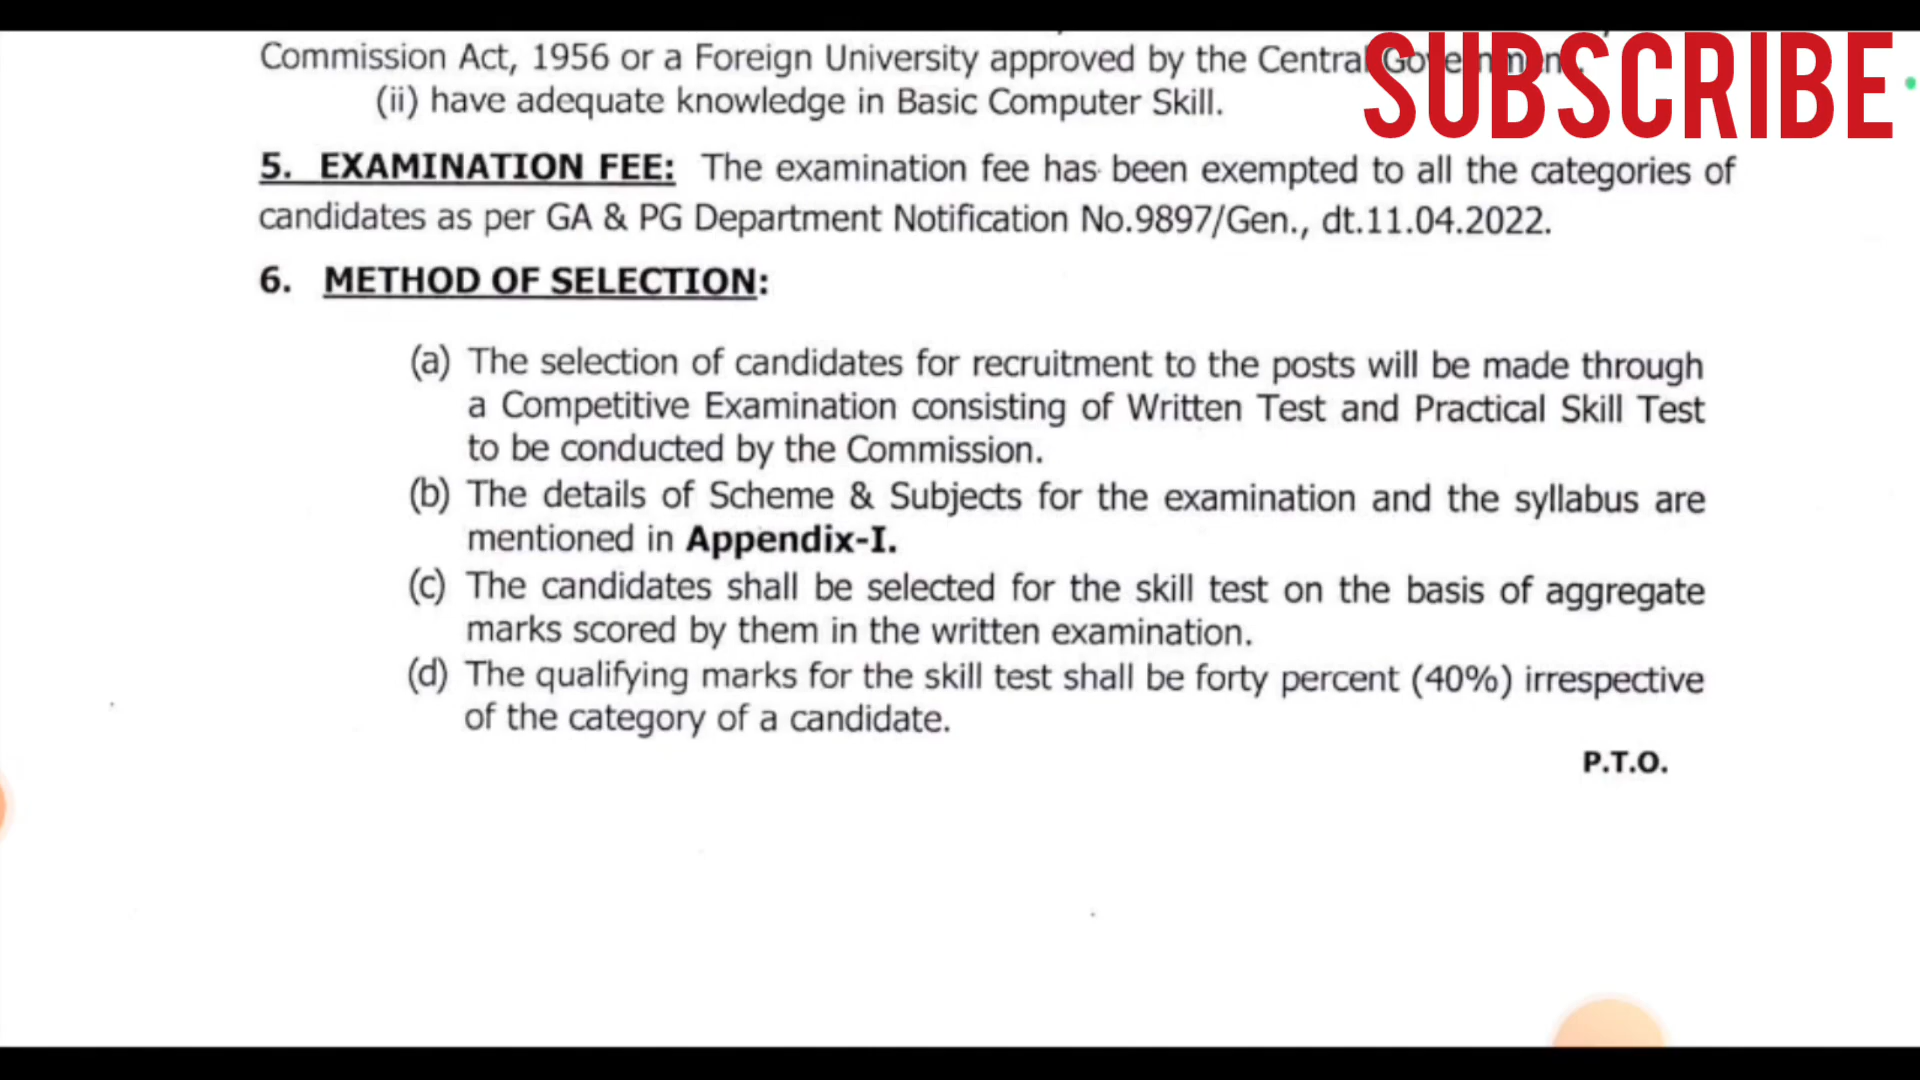 Commission Act, 1956 or a Foreign University approved by the Central Government.
SUBSCRIBE
(ii) have adequate knowledge in Basic Computer Skill.
5. EXAMINATION FEE: The examination fee has been exempted to all the categories of
candidates as per GA & PG Department Notification No.9897/Gen., dt.11.04.2022.
6. METHOD OF SELECTION:
(a) The selection of candidates for recruitment to the posts will be made through
a Competitive Examination consisting of Written Test and Practical Skill Test
to be conducted by the Commission.
(b) The details of Scheme & Subjects for the examination and the syllabus are
mentioned in Appendix-I.
(c) The candidates shall be selected for the skill test on the basis of aggregate
marks scored by them in the written examination.
(d) The qualifying marks for the skill test shall be forty percent (40%) irrespective
of the category of a candidate.
P.T.O.